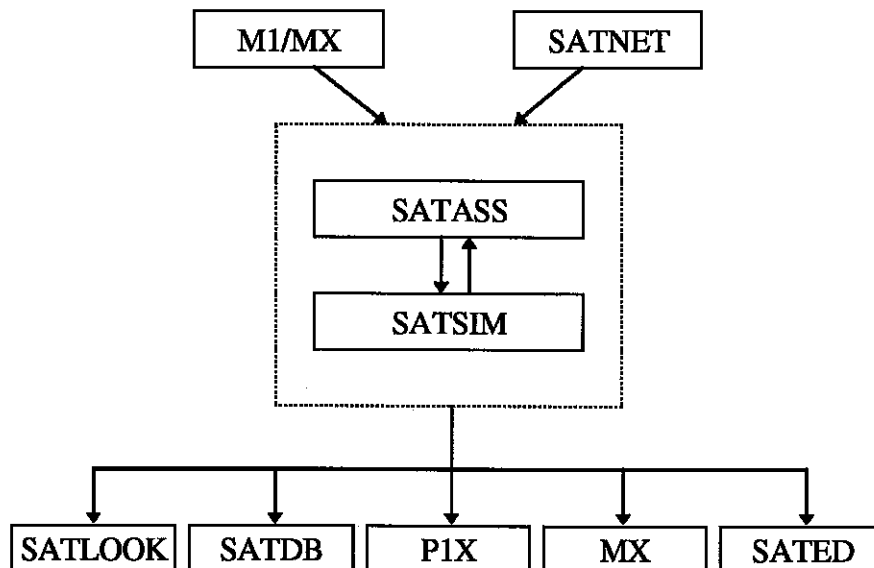 M1/MX
SATNET
SATASS
SATSIM
SATLOOK
SATDB
P1X
MX
SATED